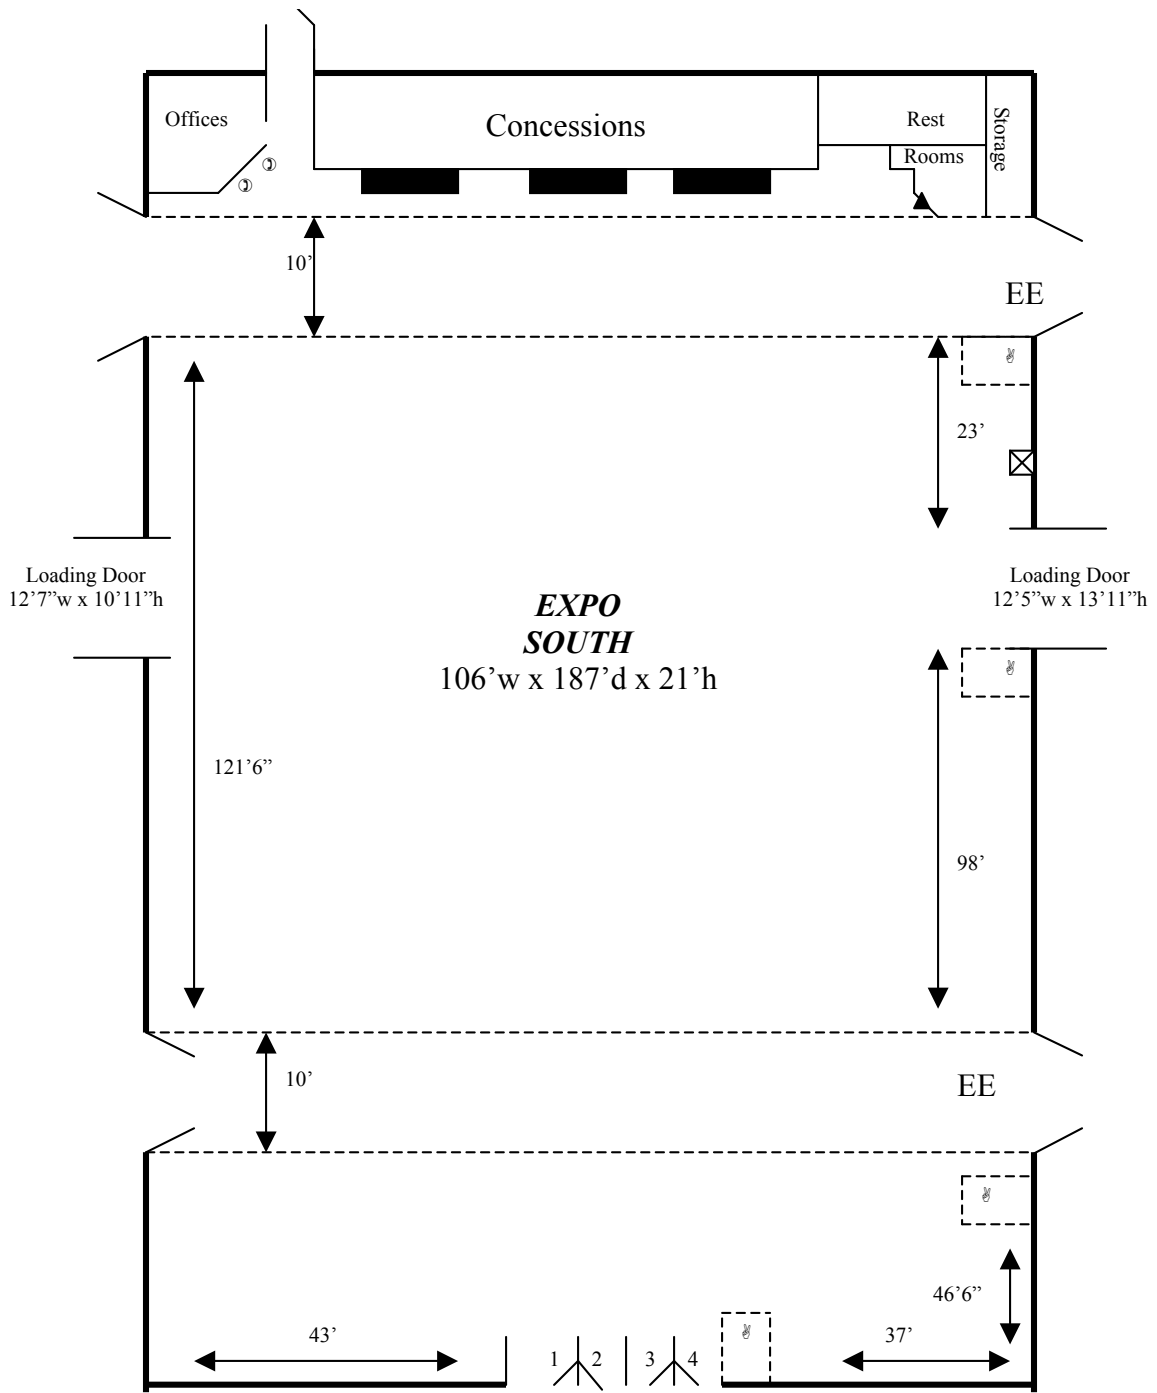 Offices
Concessions
Rest
Rooms
Storage
10’
EE
23’
Loading Door
12’7”w x 10’11”h
Loading Door
12’5”w x 13’11”h
EXPO
SOUTH
106’w x 187’d x 21’h
121’6”
98’
10’
EE
46’6”
43’
37’
1 2 3 4